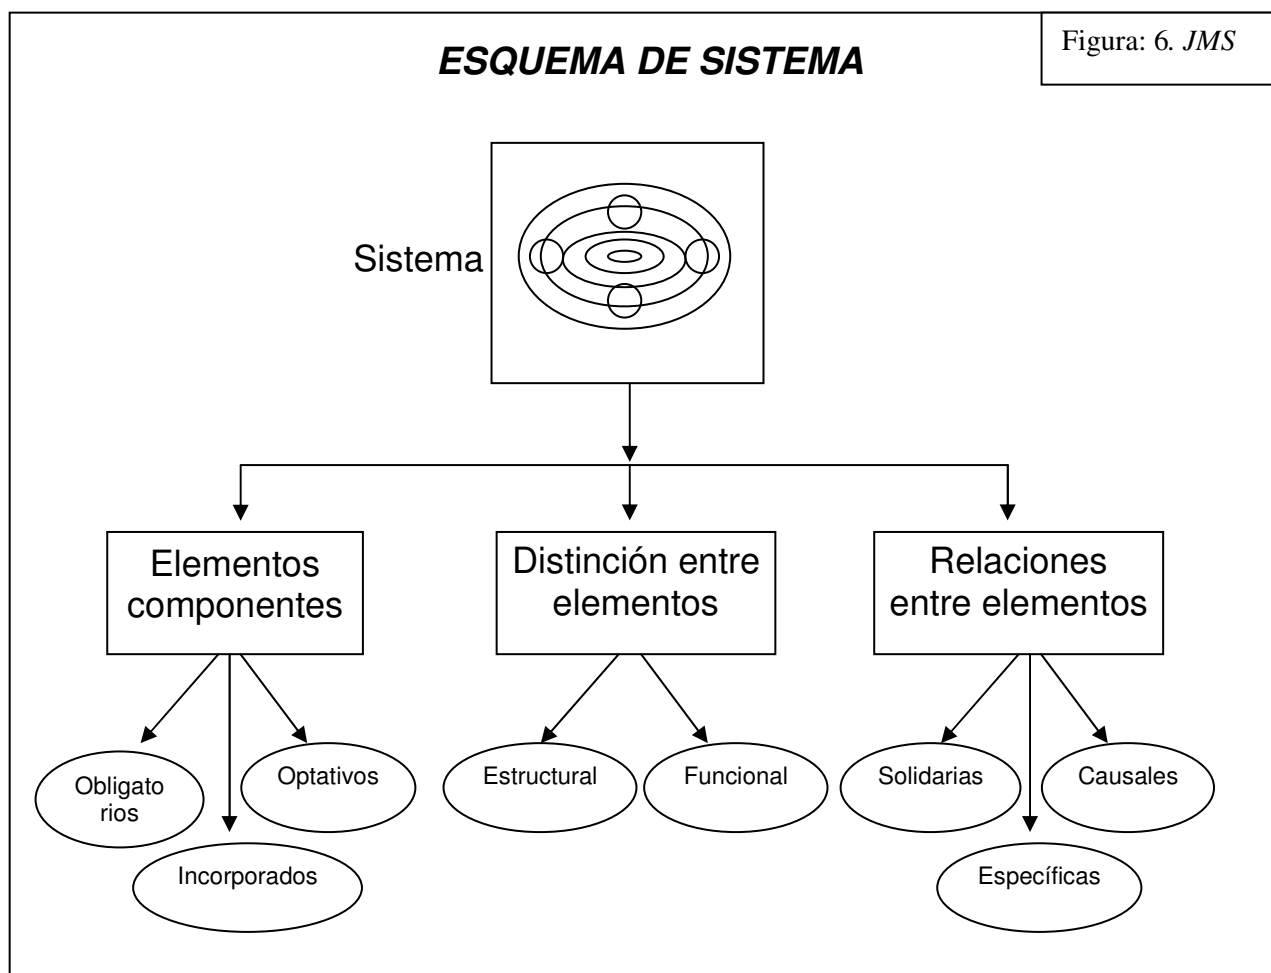 ESQUEMA DE SISTEMA
Figura: 6. JMS
Sistema
Elementos
componentes
Distinción entre
elementos
Relaciones
entre elementos
Obligato
rios
Optativos
Incorporados
Estructural
Funcional
Solidarias
Causales
Específicas